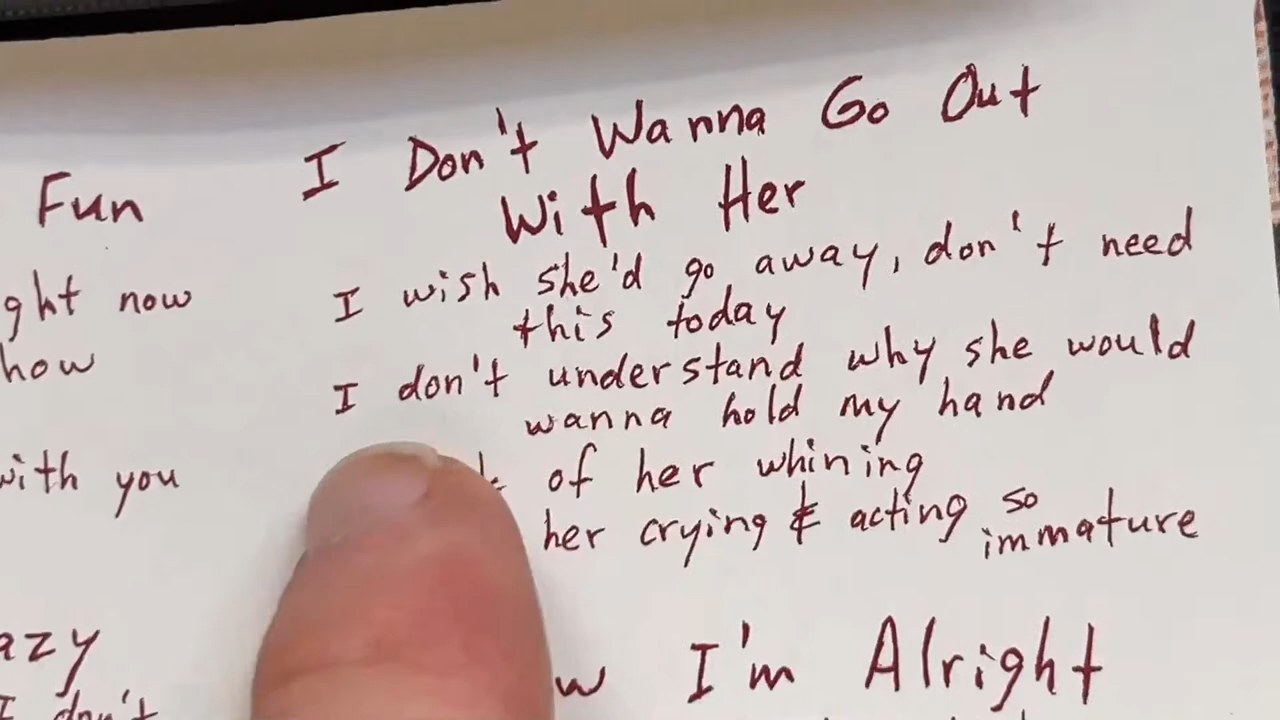 Fun
ght now
how
with you
azy
I don't
I Don't Wanna Go Out
With Her
I wish she'd go away, don't need
this today
I don't understand why she would
wanna hold my hand
of her whining
her crying & acting so
immature
w I'm Alright